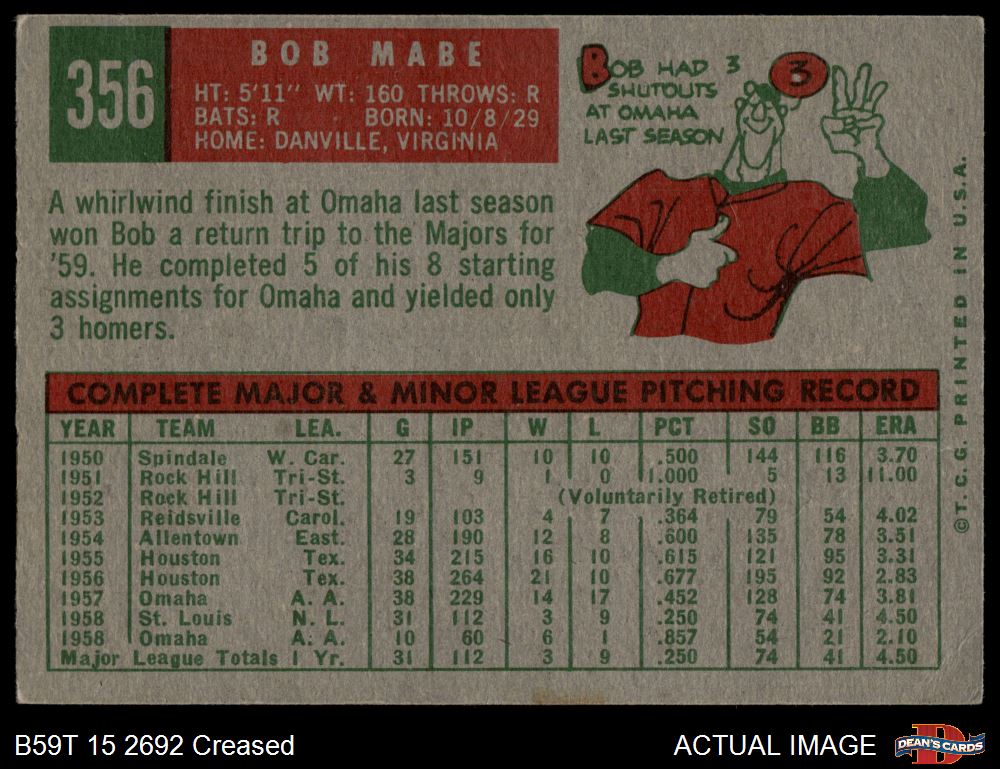 356
BOB MABE
HT: 5'11" WT: 160 THROWS: R
BATS: R BORN: 10/8/29
HOME: DANVILLE, VIRGINIA
BOB HAD 3
SHUTOUTS
AT OMAHA
LAST SEASON
3
A whirlwind finish at Omaha last season
won Bob a return trip to the Majors for
'59. He completed 5 of his 8 starting
assignments for Omaha and yielded only
3 homers.
COMPLETE MAJOR & MINOR LEAGUE PITCHING RECORD
YEAR TEAM LEA. G IP W L PCT SO BB ERA
1950 Spindale W. Car. 27 151 10 10 .500 144 116 3.70
1951 Rock Hill Tri-St. 3 9 1 0 1.000 5 13 11.00
1952 Rock Hill Tri-St. (Voluntarily Retired)
1953 Reidsville Carol. 19 103 4 7 .364 79 54 4.02
1954 Allentown East. 28 190 12 8 .600 135 78 3.51
1955 Houston Tex. 34 215 16 10 .615 121 95 3.31
1956 Houston Tex. 38 264 21 10 .677 195 92 2.83
1957 Omaha A. A. 38 229 14 17 .452 128 74 3.81
1958 St. Louis N. L. 31 112 3 9 .250 74 41 4.50
1958 Omaha A. A. 10 60 6 1 .857 54 21 2.10
Major League Totals 1 Yr. 31 112 3 9 .250 74 41 4.50
© T. C. G. PRINTED IN U.S.A.
B59T 15 2692 Creased
ACTUAL IMAGE
DEAN'S CARDS